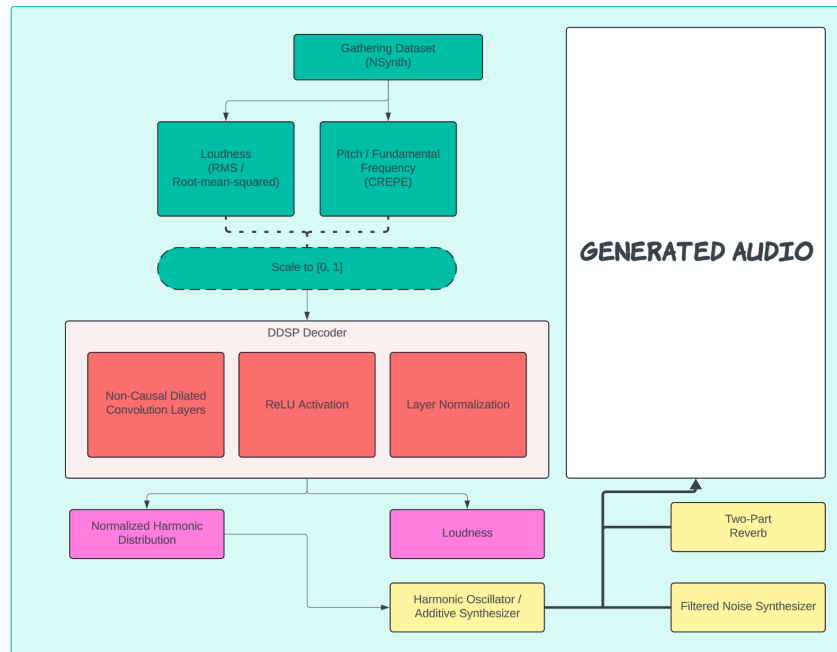 Gathering Dataset
(NSynth)
Loudness
(RMS /
Root-mean-squared)
Pitch / Fundamental
Frequency
(CREPE)
Scale to [0, 1]
DDSP Decoder
Non-Causal Dilated
Convolution Layers
ReLU Activation
Layer Normalization
Normalized Harmonic
Distribution
Loudness
Harmonic Oscillator /
Additive Synthesizer
GENERATED AUDIO
Two-Part
Reverb
Filtered Noise Synthesizer